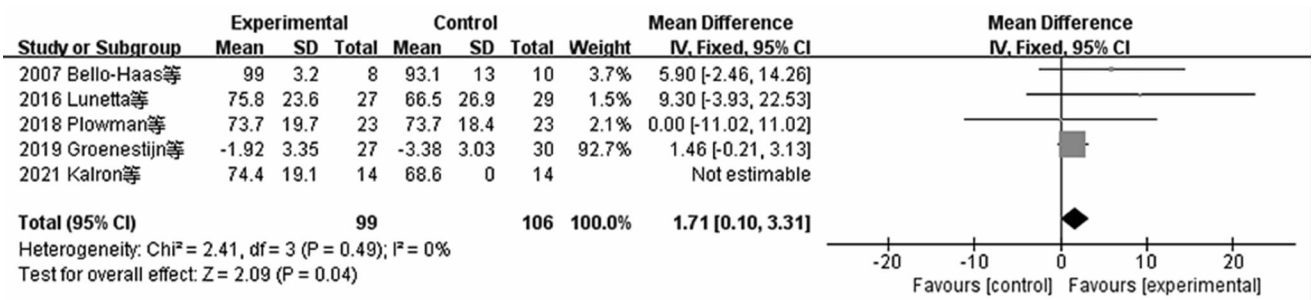 Experimental Control Mean Difference Mean Difference
Study or Subgroup Mean SD Total Mean SD Total Weight IV, Fixed, 95% CI IV, Fixed, 95% CI
2007 Bello-Haas等 99 3.2 8 93.1 13 10 3.7% 5.90 [-2.46, 14.26]
2016 Lunetta等 75.8 23.6 27 66.5 26.9 29 1.5% 9.30 [-3.93, 22.53]
2018 Plowman等 73.7 19.7 23 73.7 18.4 23 2.1% 0.00 [-11.02, 11.02]
2019 Groenestijn等 -1.92 3.35 27 -3.38 3.03 30 92.7% 1.46 [-0.21, 3.13]
2021 Kalron等 74.4 19.1 14 68.6 0 14 Not estimable
Total (95% CI) 99 106 100.0% 1.71 [0.10, 3.31]
Heterogeneity: Chi² = 2.41, df = 3 (P = 0.49); I² = 0%
Test for overall effect: Z = 2.09 (P = 0.04)
-20 -10 0 10 20
Favours [control] Favours [experimental]